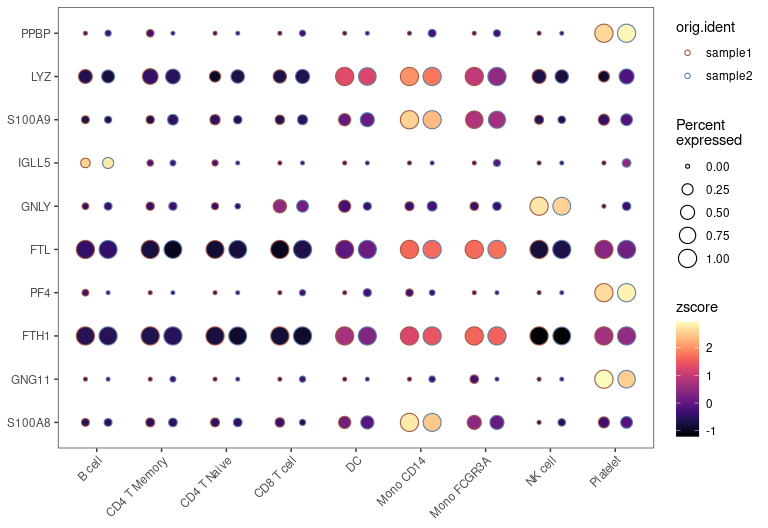 PPBP
LYZ
S100A9
IGLL5
GNLY
FTL
PF4
FTH1
GNG11
S100A8
B cell
CD4 T Memory
CD4 T Naive
CD8 T cell
DC
Mono CD14
Mono FCGR3A
NK cell
Platelet
orig.ident
sample1
sample2
Percent
expressed
0.00
0.25
0.50
0.75
1.00
zscore
2
1
0
-1